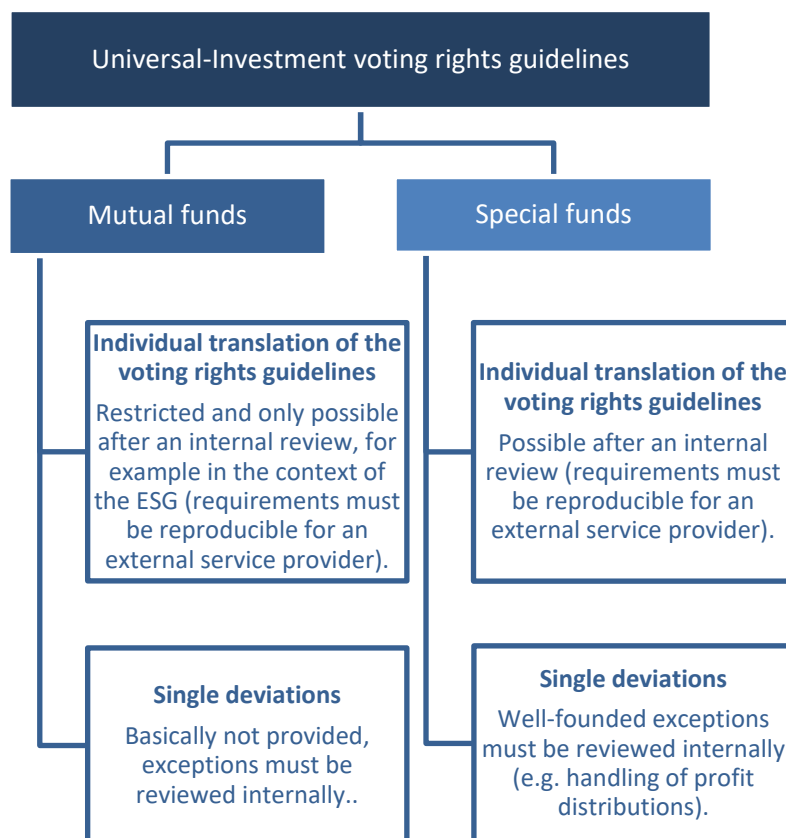 Universal-Investment voting rights guidelines
Mutual funds
Special funds
Individual translation of the
voting rights guidelines
Restricted and only possible
after an internal review, for
example in the context of
the ESG (requirements must
be reproducible for an
external service provider).
Individual translation of the
voting rights guidelines
Possible after an internal
review (requirements must
be reproducible for an
external service provider).
Single deviations
Basically not provided,
exceptions must be
reviewed internally..
Single deviations
Well-founded exceptions
must be reviewed internally
(e.g. handling of profit
distributions).